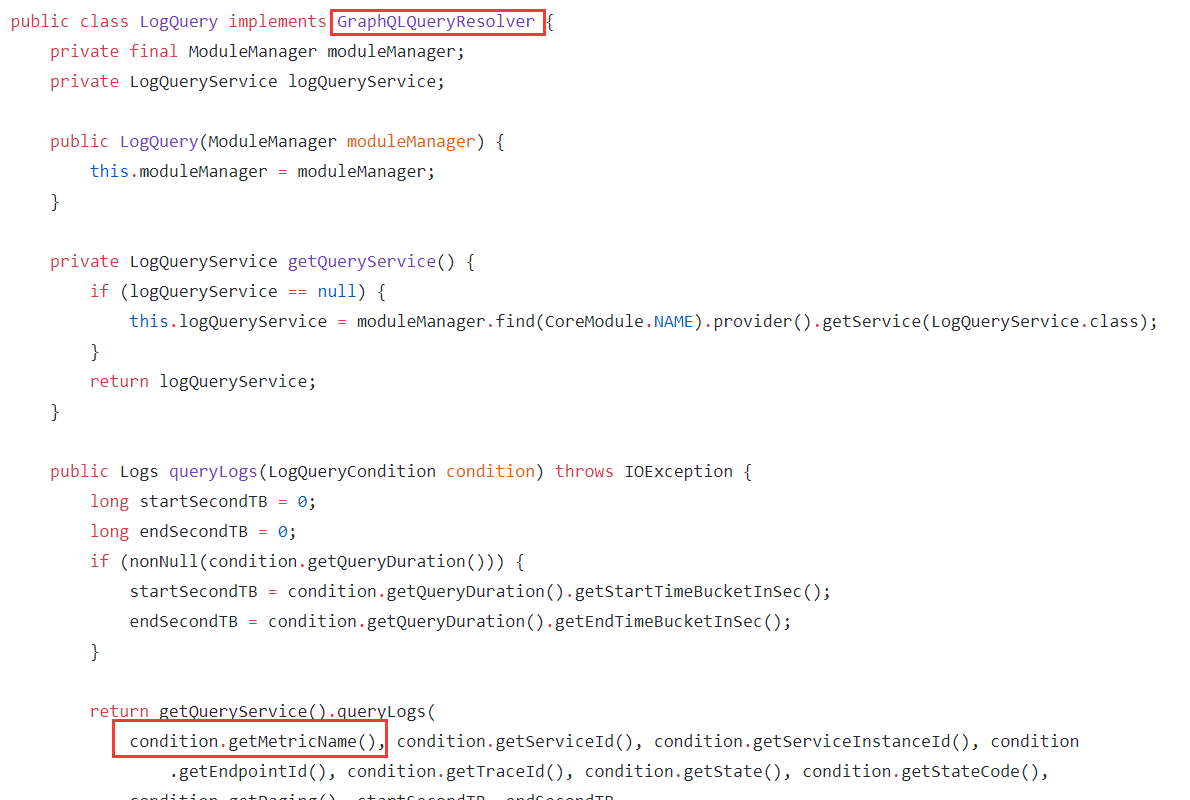 public class LogQuery implements GraphQLQueryResolver {
    private final ModuleManager moduleManager;
    private LogQueryService logQueryService;

    public LogQuery(ModuleManager moduleManager) {
        this.moduleManager = moduleManager;
    }

    private LogQueryService getQueryService() {
        if (logQueryService == null) {
            this.logQueryService = moduleManager.find(CoreModule.NAME).provider().getService(LogQueryService.class);
        }
        return logQueryService;
    }

    public Logs queryLogs(LogQueryCondition condition) throws IOException {
        long startSecondTB = 0;
        long endSecondTB = 0;
        if (nonNull(condition.getQueryDuration())) {
            startSecondTB = condition.getQueryDuration().getStartTimeBucketInSec();
            endSecondTB = condition.getQueryDuration().getEndTimeBucketInSec();
        }

        return getQueryService().queryLogs(
            condition.getMetricName(), condition.getServiceId(), condition.getServiceInstanceId(), condition
                .getEndpointId(), condition.getTraceId(), condition.getState(), condition.getStateCode(),
            condition.getPaging(), startSecondTB, endSecondTB